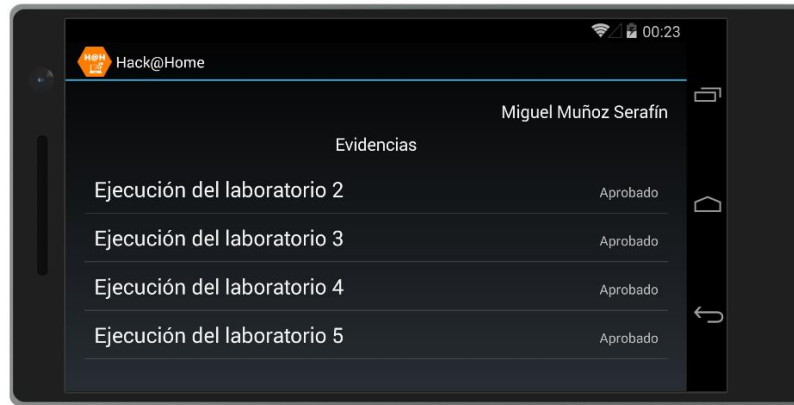 00:23
H@H
Hack@Home
Miguel Muñoz Serafín
Evidencias
Ejecución del laboratorio 2 Aprobado
Ejecución del laboratorio 3 Aprobado
Ejecución del laboratorio 4 Aprobado
Ejecución del laboratorio 5 Aprobado